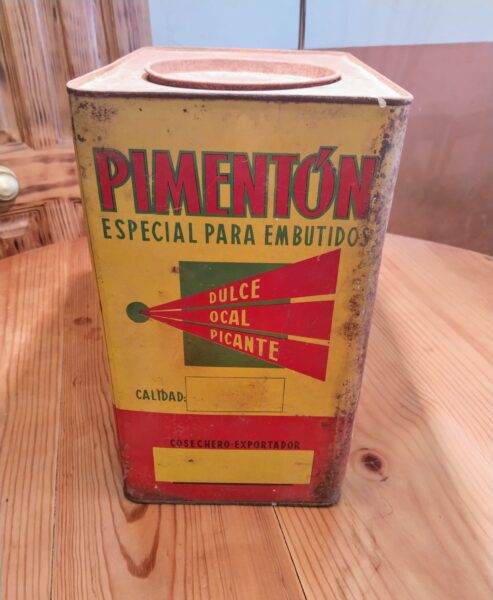 PIMENTÓN
ESPECIAL PARA EMBUTIDOS
DULCE
OCAL
PICANTE
CALIDAD:
COSECHERO-EXPORTADOR